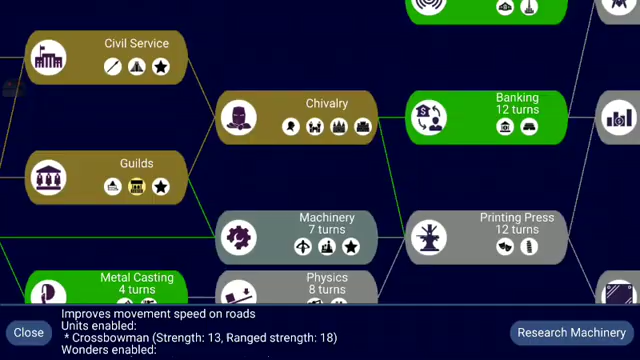 Civil Service
Chivalry
Banking
12 turns
Guilds
Machinery
7 turns
Printing Press
12 turns
Metal Casting
4 turns
Physics
8 turns
Improves movement speed on roads
Units enabled:
* Crossbowman (Strength: 13, Ranged strength: 18)
Wonders enabled:
Close
Research Machinery